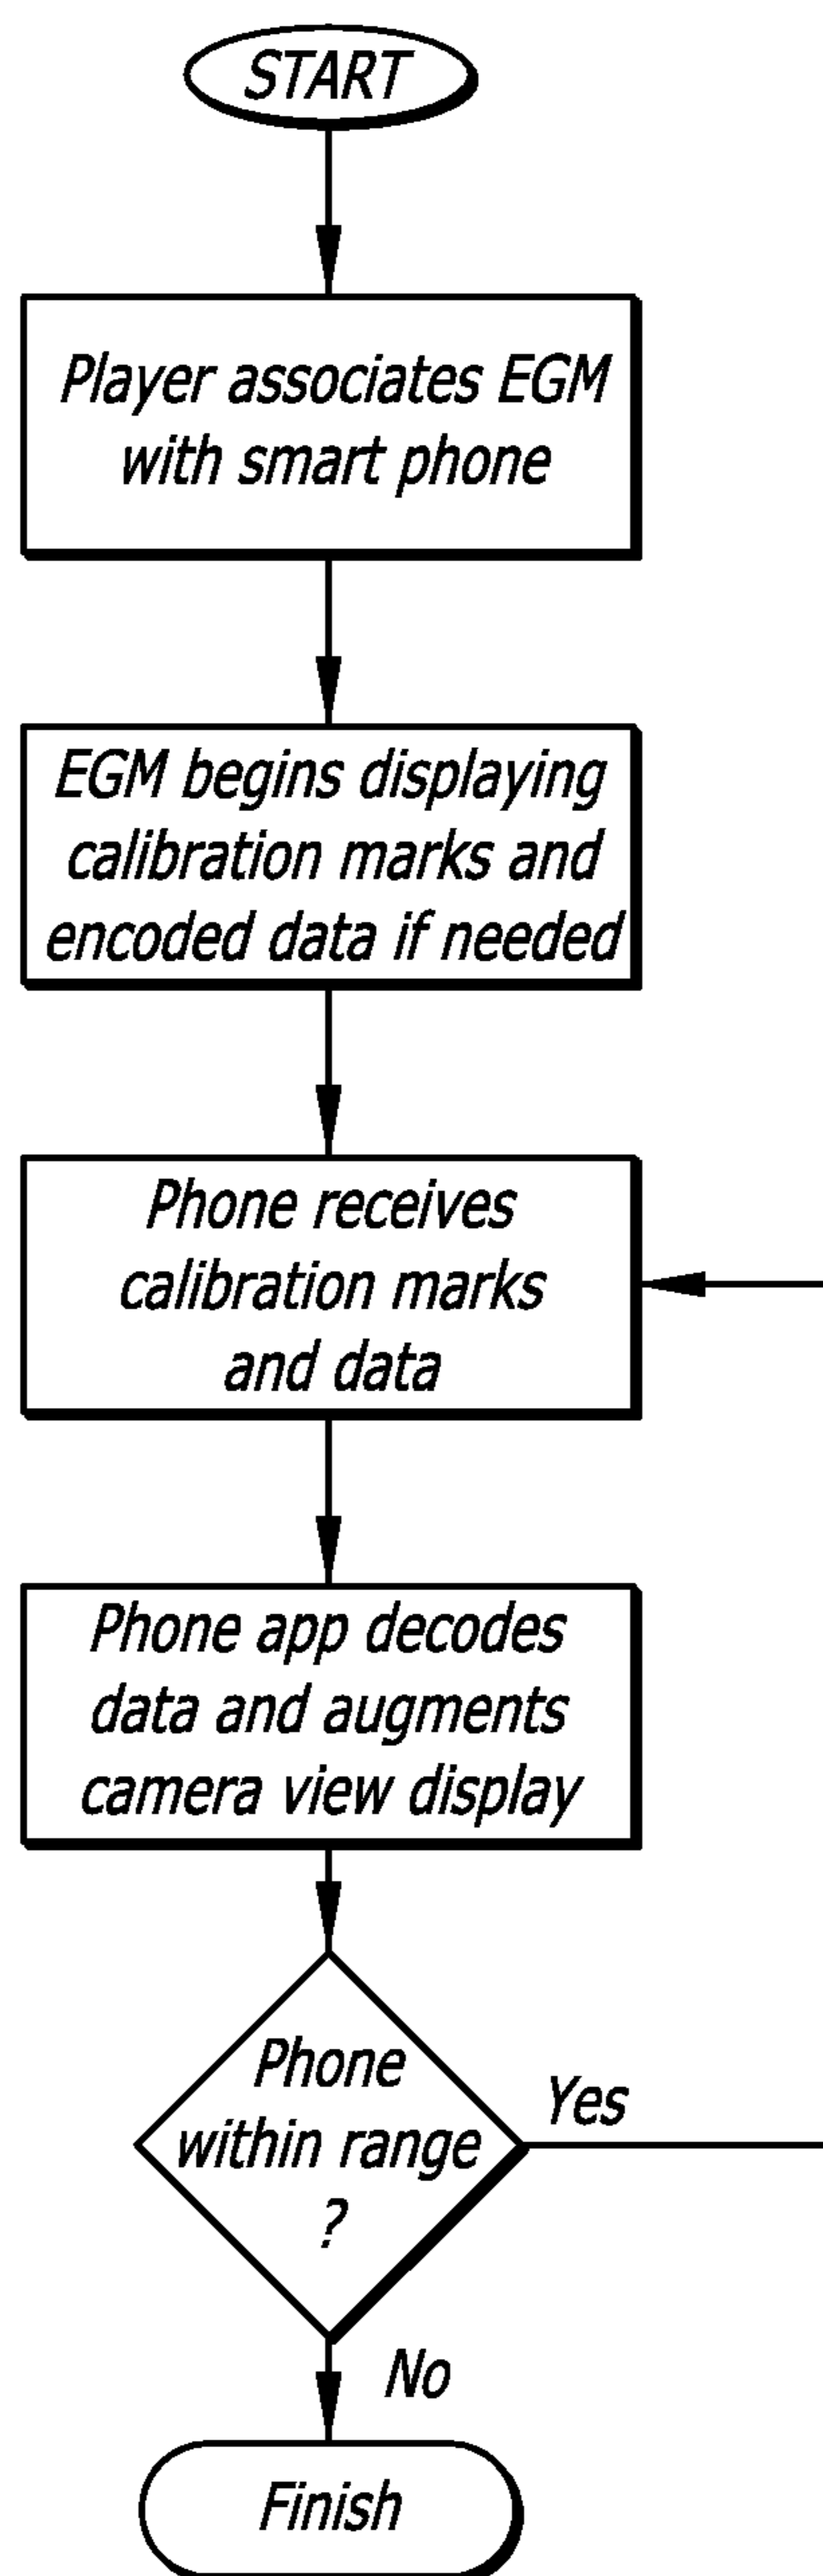 START
Player associates EGM
with smart phone
EGM begins displaying
calibration marks and
encoded data if needed
Phone receives
calibration marks
and data
Phone app decodes
data and augments
camera view display
Phone
within range
?
Yes
No
Finish